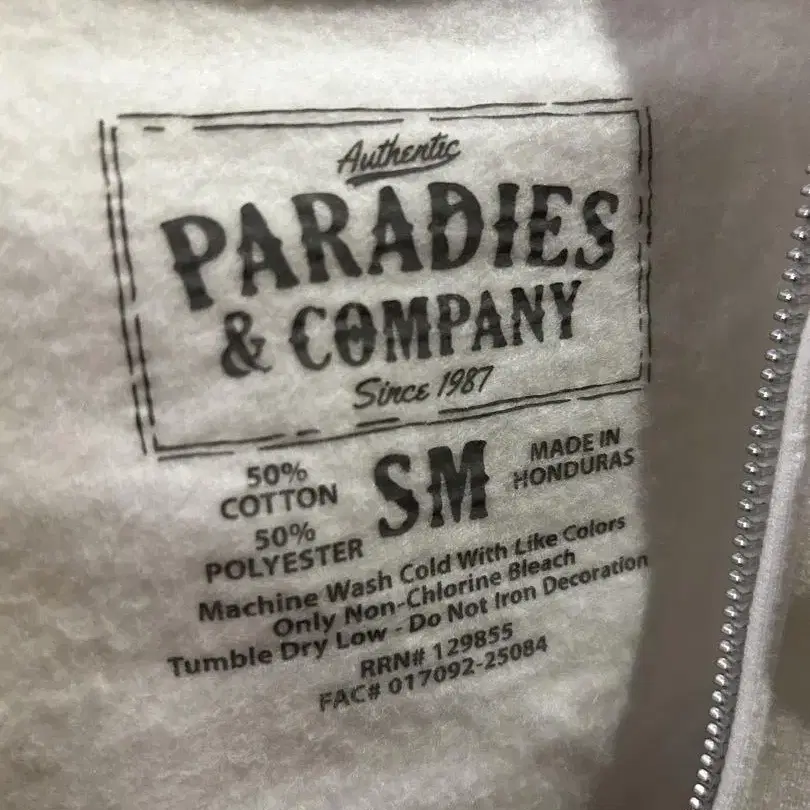 Authentic
PARADIES
& COMPANY
Since 1987
50%
COTTON
50%
POLYESTER
SM
MADE IN
HONDURAS
Machine Wash Cold With Like Colors
Only Non-Chlorine Bleach
Tumble Dry Low - Do Not Iron Decoration
RRN# 129855
FAC# 017092-25084